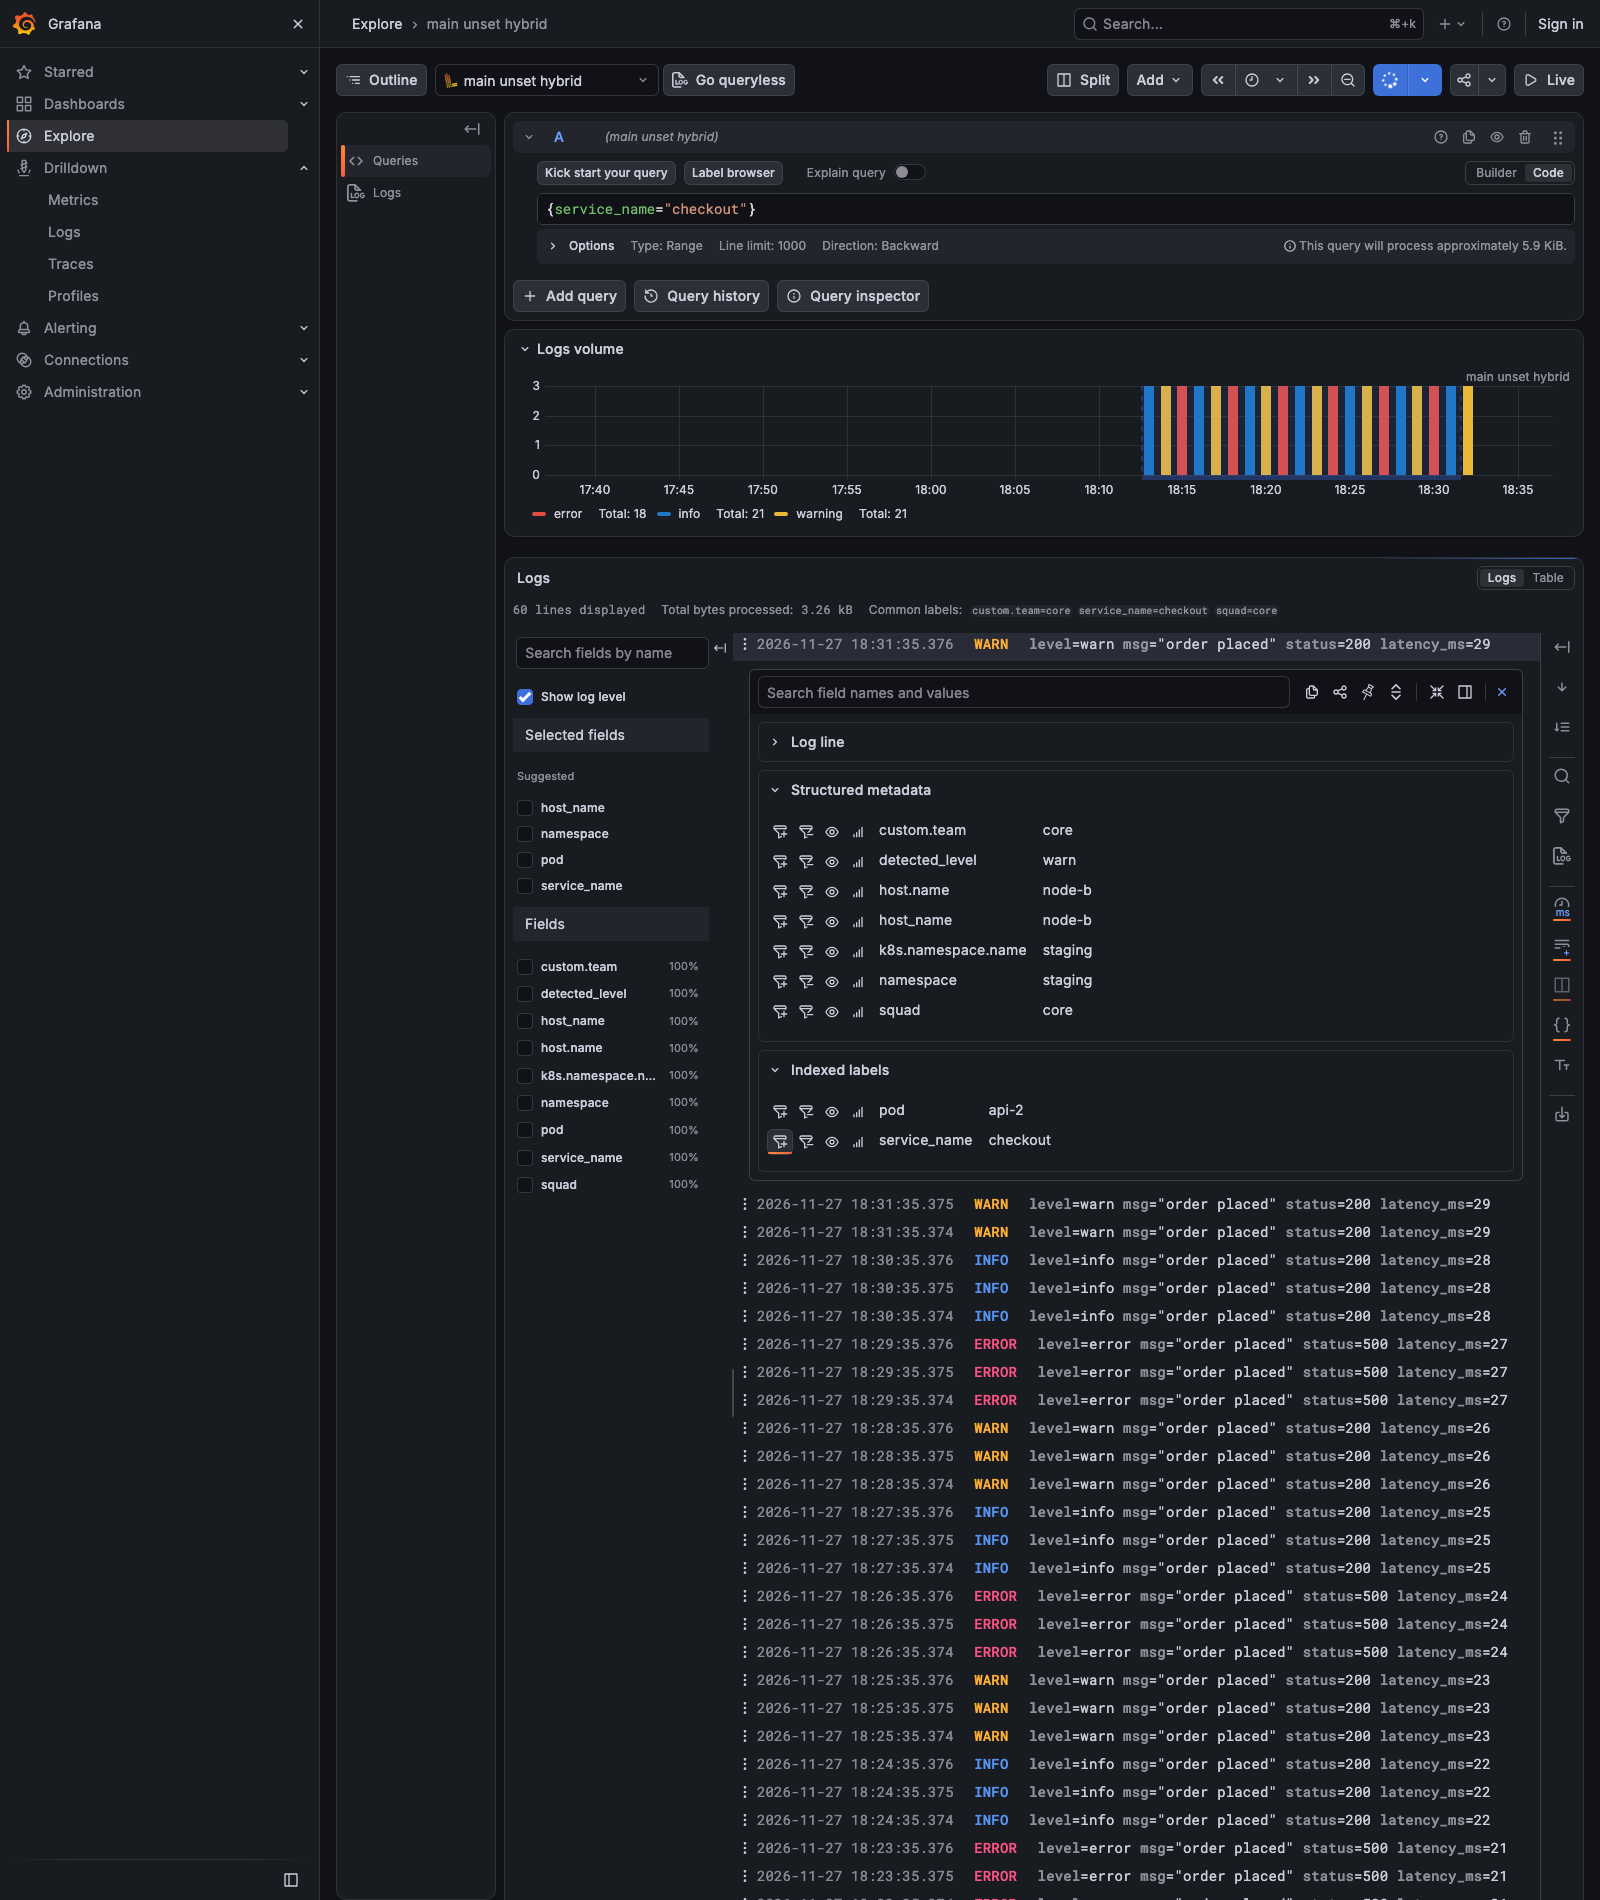 Grafana
Explore › main unset hybrid
Search...
⌘+k
Sign in
Starred
Dashboards
Explore
Drilldown
Metrics
Logs
Traces
Profiles
Alerting
Connections
Administration
Outline
main unset hybrid
Go queryless
Split
Add
Live
Queries
Logs
A (main unset hybrid)
Kick start your query
Label browser
Explain query
Builder
Code
{service_name="checkout"}
Options Type: Range Line limit: 1000 Direction: Backward
This query will process approximately 5.9 KiB.
+ Add query
Query history
Query inspector
Logs volume
main unset hybrid
3
2
1
0
17:40 17:45 17:50 17:55 18:00 18:05 18:10 18:15 18:20 18:25 18:30 18:35
error Total: 18 info Total: 21 warning Total: 21
Logs
Logs Table
60 lines displayed Total bytes processed: 3.26 kB Common labels: custom.team=core service_name=checkout squad=core
Search fields by name
Show log level
Selected fields
Suggested
host_name
namespace
pod
service_name
Fields
custom.team 100%
detected_level 100%
host_name 100%
host.name 100%
k8s.namespace.n... 100%
namespace 100%
pod 100%
service_name 100%
squad 100%
2026-11-27 18:31:35.376 WARN level=warn msg="order placed" status=200 latency_ms=29
Search field names and values
Log line
Structured metadata
custom.team core
detected_level warn
host.name node-b
host_name node-b
k8s.namespace.name staging
namespace staging
squad core
Indexed labels
pod api-2
service_name checkout
2026-11-27 18:31:35.375 WARN level=warn msg="order placed" status=200 latency_ms=29
2026-11-27 18:31:35.374 WARN level=warn msg="order placed" status=200 latency_ms=29
2026-11-27 18:30:35.376 INFO level=info msg="order placed" status=200 latency_ms=28
2026-11-27 18:30:35.375 INFO level=info msg="order placed" status=200 latency_ms=28
2026-11-27 18:30:35.374 INFO level=info msg="order placed" status=200 latency_ms=28
2026-11-27 18:29:35.376 ERROR level=error msg="order placed" status=500 latency_ms=27
2026-11-27 18:29:35.375 ERROR level=error msg="order placed" status=500 latency_ms=27
2026-11-27 18:29:35.374 ERROR level=error msg="order placed" status=500 latency_ms=27
2026-11-27 18:28:35.376 WARN level=warn msg="order placed" status=200 latency_ms=26
2026-11-27 18:28:35.375 WARN level=warn msg="order placed" status=200 latency_ms=26
2026-11-27 18:28:35.374 WARN level=warn msg="order placed" status=200 latency_ms=26
2026-11-27 18:27:35.376 INFO level=info msg="order placed" status=200 latency_ms=25
2026-11-27 18:27:35.375 INFO level=info msg="order placed" status=200 latency_ms=25
2026-11-27 18:27:35.374 INFO level=info msg="order placed" status=200 latency_ms=25
2026-11-27 18:26:35.376 ERROR level=error msg="order placed" status=500 latency_ms=24
2026-11-27 18:26:35.375 ERROR level=error msg="order placed" status=500 latency_ms=24
2026-11-27 18:26:35.374 ERROR level=error msg="order placed" status=500 latency_ms=24
2026-11-27 18:25:35.376 WARN level=warn msg="order placed" status=200 latency_ms=23
2026-11-27 18:25:35.375 WARN level=warn msg="order placed" status=200 latency_ms=23
2026-11-27 18:25:35.374 WARN level=warn msg="order placed" status=200 latency_ms=23
2026-11-27 18:24:35.376 INFO level=info msg="order placed" status=200 latency_ms=22
2026-11-27 18:24:35.375 INFO level=info msg="order placed" status=200 latency_ms=22
2026-11-27 18:24:35.374 INFO level=info msg="order placed" status=200 latency_ms=22
2026-11-27 18:23:35.376 ERROR level=error msg="order placed" status=500 latency_ms=21
2026-11-27 18:23:35.375 ERROR level=error msg="order placed" status=500 latency_ms=21